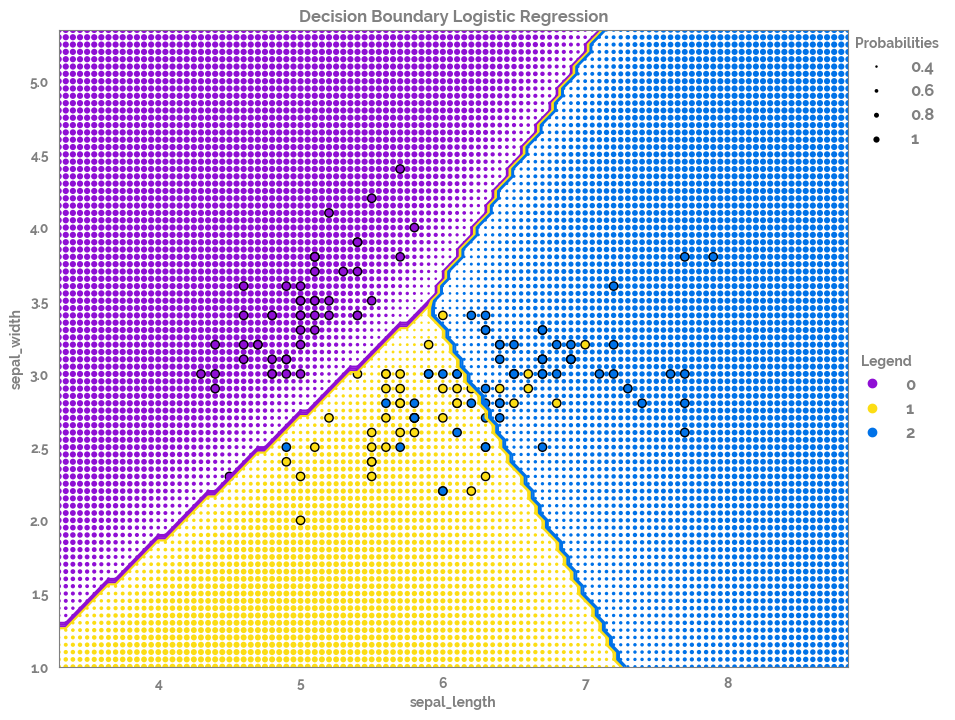 Decision Boundary Logistic Regression
Probabilities
0.4
0.6
0.8
1
Legend
0
1
2
sepal_width
5.0
4.5
4.0
3.5
3.0
2.5
2.0
1.5
1.0
4 5 6 7 8
sepal_length